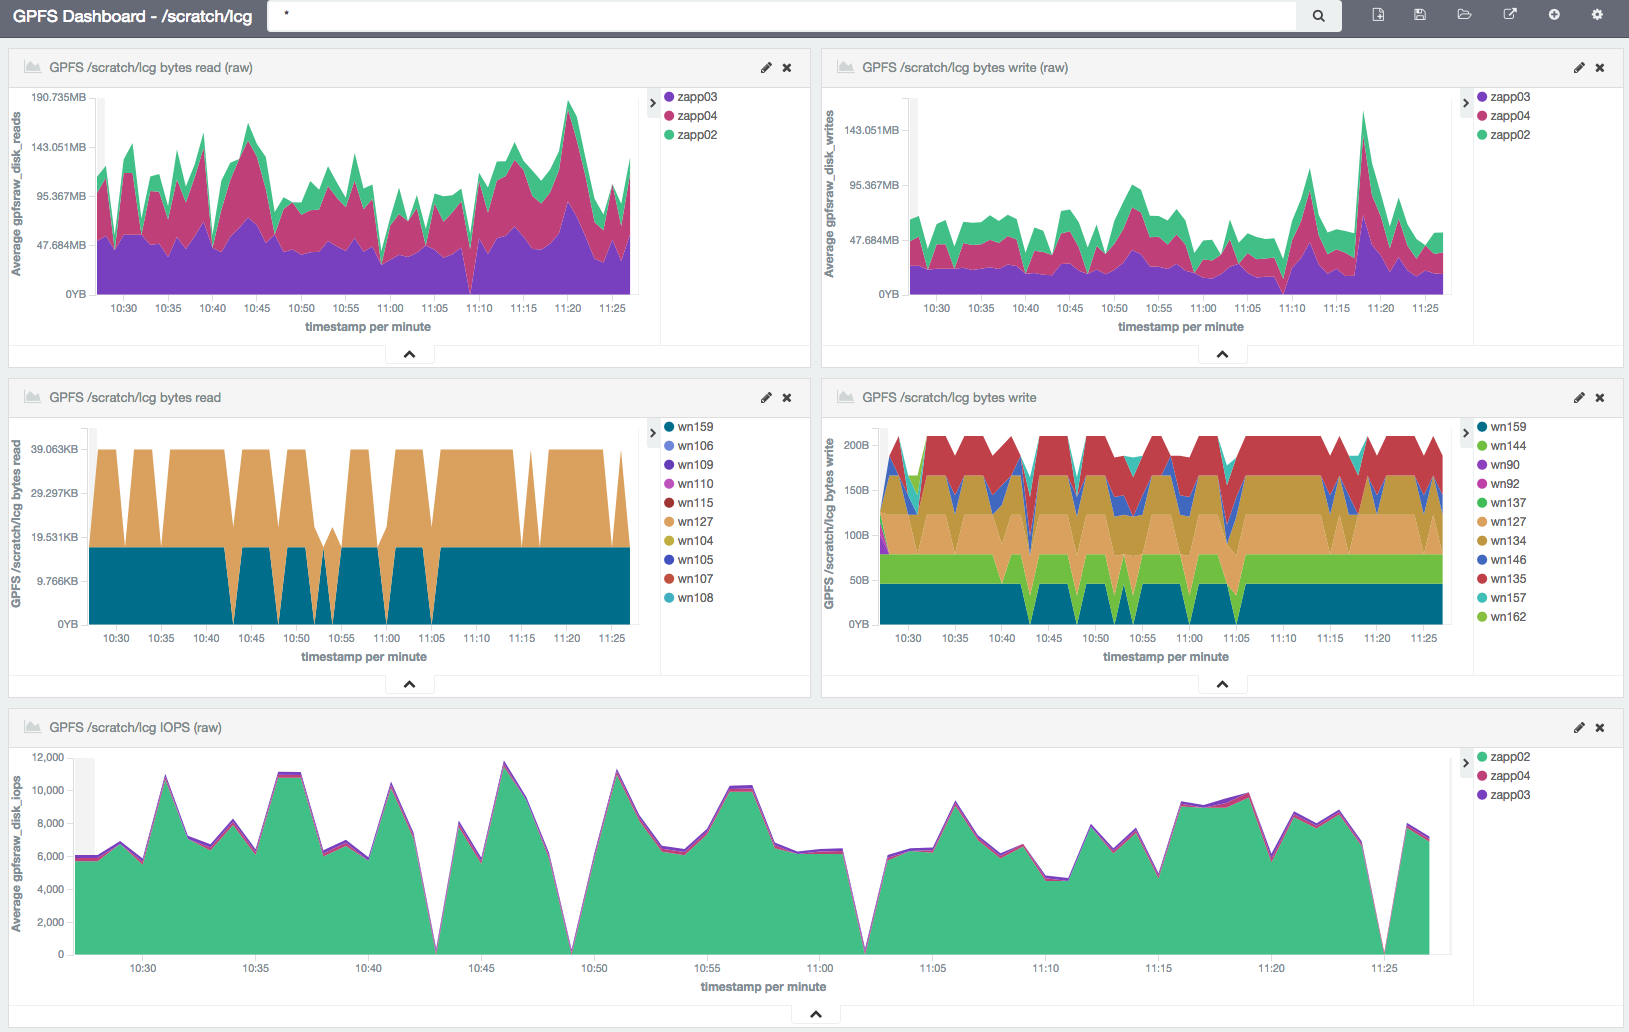 GPFS Dashboard - /scratch/lcg
*
GPFS /scratch/lcg bytes read (raw)
Average gpfsraw_disk_reads
190.735MB
143.051MB
95.367MB
47.684MB
0YB
10:30 10:35 10:40 10:45 10:50 10:55 11:00 11:05 11:10 11:15 11:20 11:25
timestamp per minute
zapp03
zapp04
zapp02
GPFS /scratch/lcg bytes write (raw)
Average gpfsraw_disk_writes
143.051MB
95.367MB
47.684MB
0YB
10:30 10:35 10:40 10:45 10:50 10:55 11:00 11:05 11:10 11:15 11:20 11:25
timestamp per minute
zapp03
zapp04
zapp02
GPFS /scratch/lcg bytes read
GPFS /scratch/lcg bytes read
39.063KB
29.297KB
19.531KB
9.766KB
0YB
10:30 10:35 10:40 10:45 10:50 10:55 11:00 11:05 11:10 11:15 11:20 11:25
timestamp per minute
wn159
wn106
wn109
wn110
wn115
wn127
wn104
wn105
wn107
wn108
GPFS /scratch/lcg bytes write
GPFS /scratch/lcg bytes write
200B
150B
100B
50B
0YB
10:30 10:35 10:40 10:45 10:50 10:55 11:00 11:05 11:10 11:15 11:20 11:25
timestamp per minute
wn159
wn144
wn90
wn92
wn137
wn127
wn134
wn146
wn135
wn157
wn162
GPFS /scratch/lcg IOPS (raw)
Average gpfsraw_disk_iops
12,000
10,000
8,000
6,000
4,000
2,000
0
10:30 10:35 10:40 10:45 10:50 10:55 11:00 11:05 11:10 11:15 11:20 11:25
timestamp per minute
zapp02
zapp04
zapp03